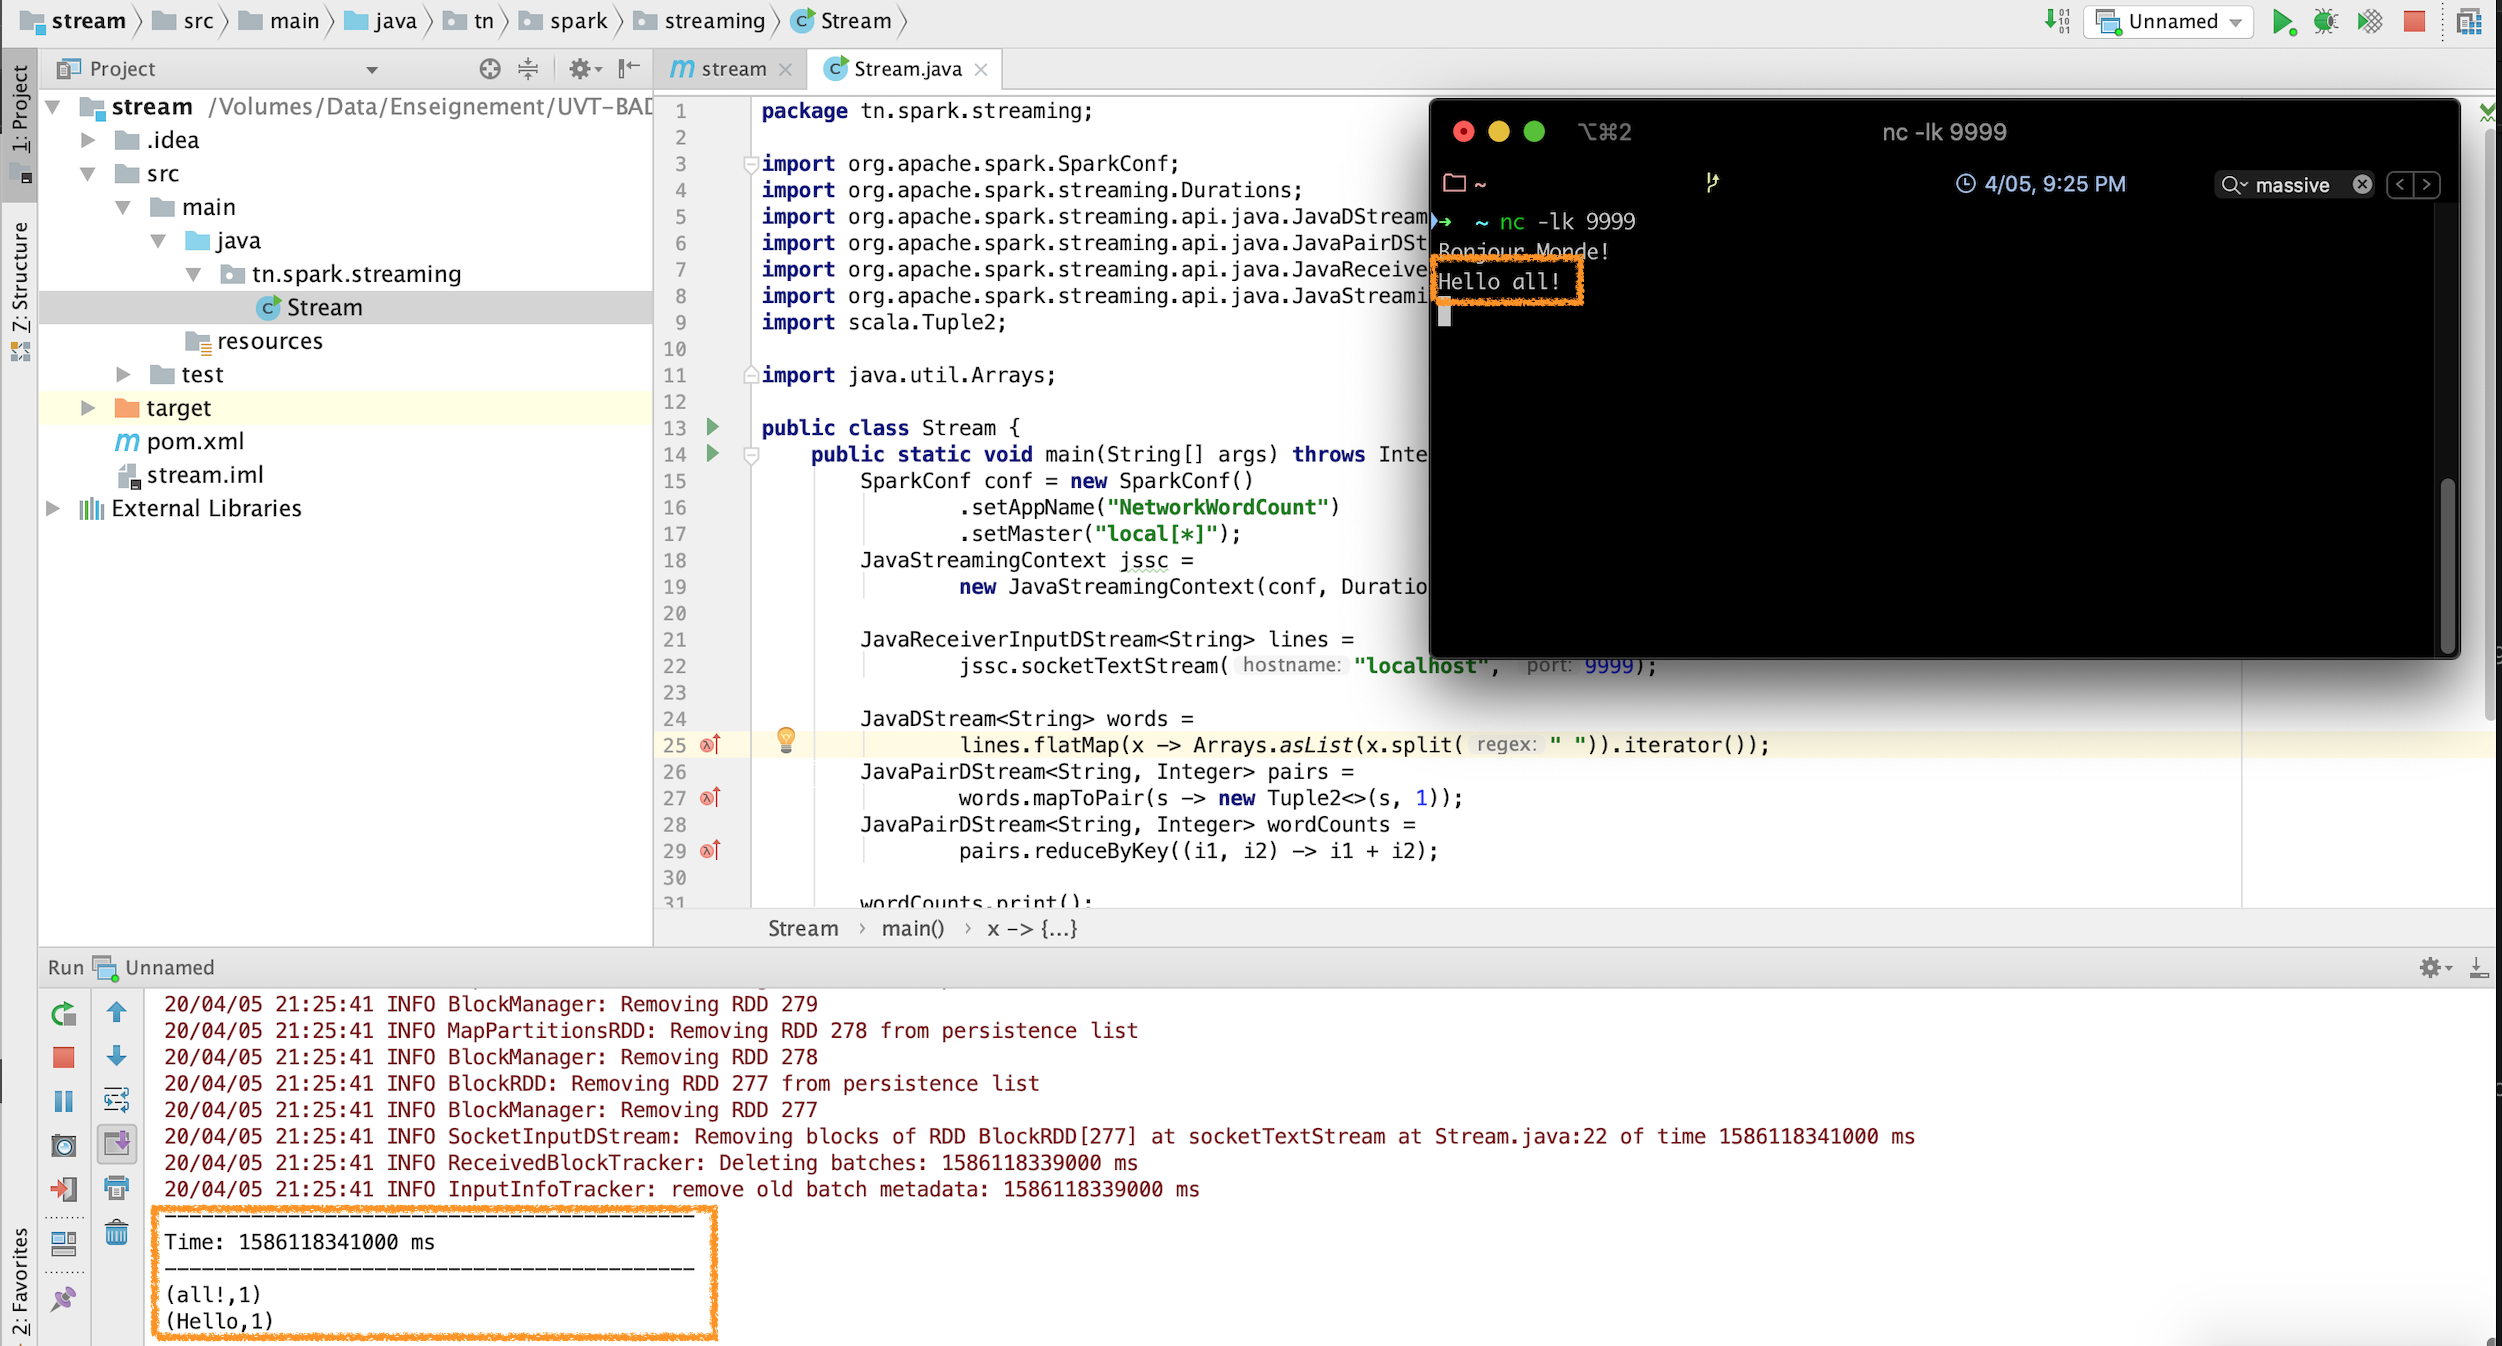 stream src main java tn spark streaming Stream
Unnamed
1: Project
7: Structure
2: Favorites
Project
stream /Volumes/Data/Enseignement/UVT-BAD
.idea
src
main
java
tn.spark.streaming
Stream
resources
test
target
pom.xml
stream.iml
External Libraries
stream
Stream.java
1 package tn.spark.streaming;
2
3 import org.apache.spark.SparkConf;
4 import org.apache.spark.streaming.Durations;
5 import org.apache.spark.streaming.api.java.JavaDStream
6 import org.apache.spark.streaming.api.java.JavaPairDSt
7 import org.apache.spark.streaming.api.java.JavaReceive
8 import org.apache.spark.streaming.api.java.JavaStreami
9 import scala.Tuple2;
10
11 import java.util.Arrays;
12
13 public class Stream {
14 public static void main(String[] args) throws Inte
15 SparkConf conf = new SparkConf()
16 .setAppName("NetworkWordCount")
17 .setMaster("local[*]");
18 JavaStreamingContext jssc =
19 new JavaStreamingContext(conf, Duratio
20
21 JavaReceiverInputDStream<String> lines =
22 jssc.socketTextStream( hostname: "localhost", port: 9999);
23
24 JavaDStream<String> words =
25 lines.flatMap(x -> Arrays.asList(x.split( regex: " ")).iterator());
26 JavaPairDStream<String, Integer> pairs =
27 words.mapToPair(s -> new Tuple2<>(s, 1));
28 JavaPairDStream<String, Integer> wordCounts =
29 pairs.reduceByKey((i1, i2) -> i1 + i2);
30
31 wordCounts.print();
Stream › main() › x -> {...}
⌥⌘2
nc -lk 9999
~
4/05, 9:25 PM
massive
➜ ~ nc -lk 9999
Bonjour Monde!
Hello all!
Run Unnamed
20/04/05 21:25:41 INFO BlockManager: Removing RDD 279
20/04/05 21:25:41 INFO MapPartitionsRDD: Removing RDD 278 from persistence list
20/04/05 21:25:41 INFO BlockManager: Removing RDD 278
20/04/05 21:25:41 INFO BlockRDD: Removing RDD 277 from persistence list
20/04/05 21:25:41 INFO BlockManager: Removing RDD 277
20/04/05 21:25:41 INFO SocketInputDStream: Removing blocks of RDD BlockRDD[277] at socketTextStream at Stream.java:22 of time 1586118341000 ms
20/04/05 21:25:41 INFO ReceivedBlockTracker: Deleting batches: 1586118339000 ms
20/04/05 21:25:41 INFO InputInfoTracker: remove old batch metadata: 1586118339000 ms
-------------------------------------------
Time: 1586118341000 ms
-------------------------------------------
(all!,1)
(Hello,1)